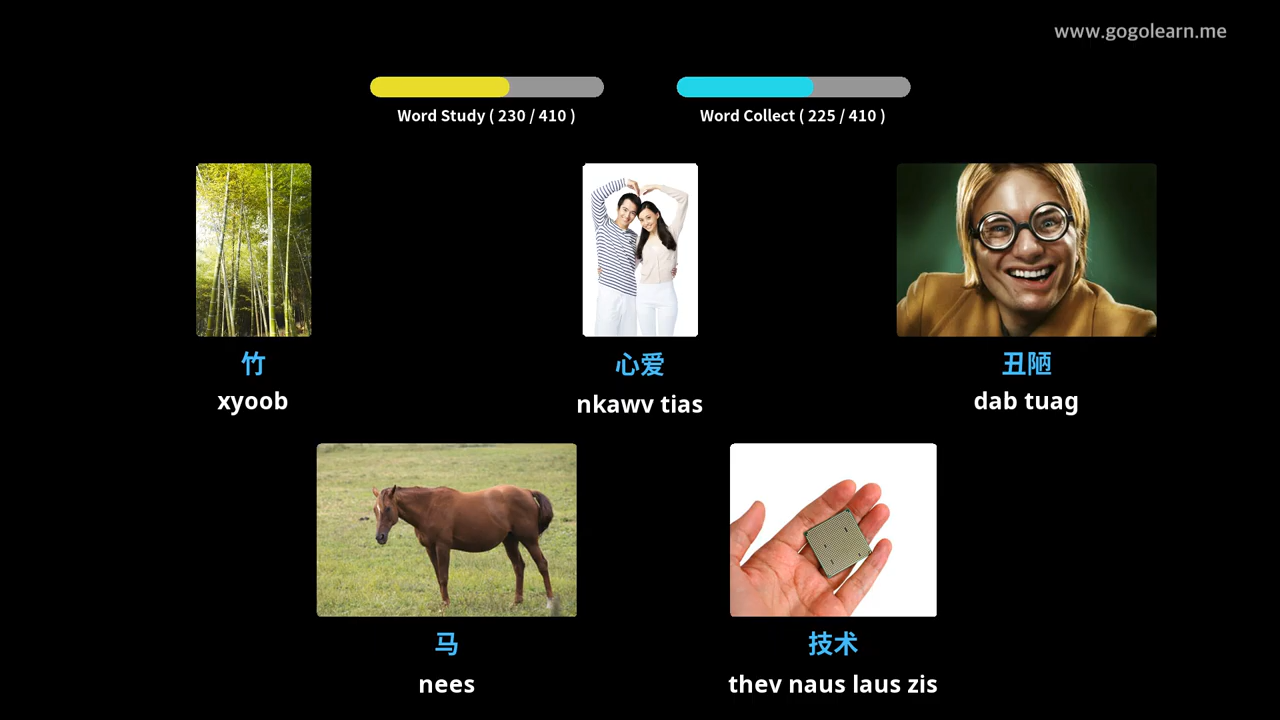 www.gogolearn.me
Word Study ( 230 / 410 )
Word Collect ( 225 / 410 )
竹
xyoob
心爱
nkawv tias
丑陋
dab tuag
马
nees
技术
thev naus laus zis